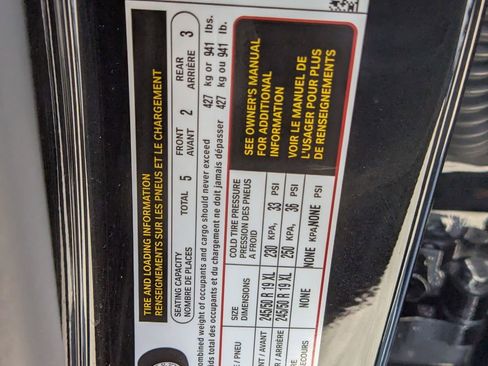 TIRE AND LOADING INFORMATION
RENSEIGNEMENTS SUR LES PNEUS ET LE CHARGEMENT
SEATING CAPACITY
NOMBRE DE PLACES
TOTAL 5
FRONT
AVANT
2
REAR
ARRIÈRE
3
combined weight of occupants and cargo should never exceed 427 kg or 941 lbs.
total des occupants et du chargement ne doit jamais dépasser 427 kg ou 941 lb.
SIZE
DIMENSIONS
COLD TIRE PRESSURE
PRESSION DES PNEUS
A FROID
/ AVANT 245/50 R 19 XL 230 KPA, 33 PSI
/ ARRIÈRE 245/50 R 19 XL 250 KPA, 36 PSI
SECOURS NONE NONE KPA, NONE PSI
SEE OWNER'S MANUAL
FOR ADDITIONAL
INFORMATION
VOIR LE MANUEL DE
L'USAGER POUR PLUS
DE RENSEIGNEMENTS